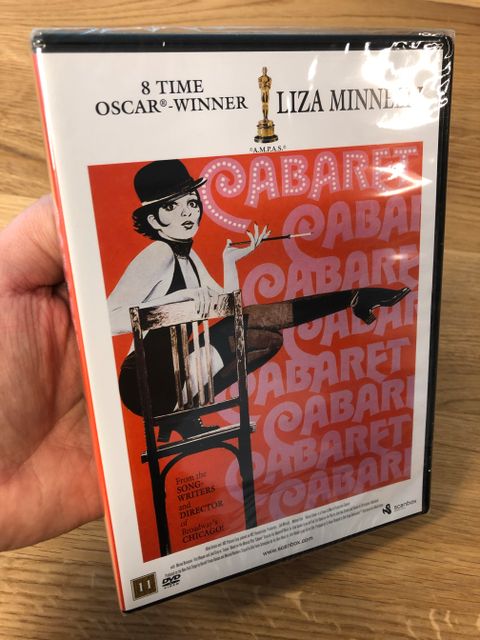 8 TIME
OSCAR®-WINNER
LIZA MINNELLI
©A.M.P.A.S.®
CABARET
CABARET
CABARET
CABARET
CABARET
CABARET
CABARET
CABARET
From the
SONG-
WRITERS
and
DIRECTOR
of
Broadway's
CHICAGO!
scanbox
www.scanbox.com
11
DVD
VIDEO